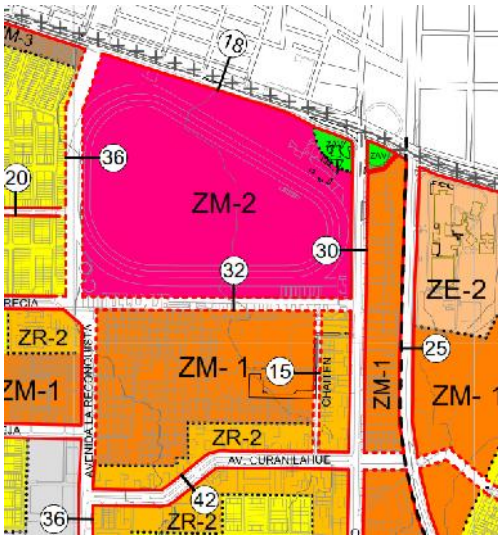 18
M-3
36
ZAV
20
ZM-2
30
32
ZE-2
RECIA
ZR-2
25
ZM-1
ZM- 1
15
CHAITEN
ZM-1
ZM- 1
AVENIDA LA RECONQUISTA
ZR-2
AV. CURANILAHUE
42
36
ZR-2